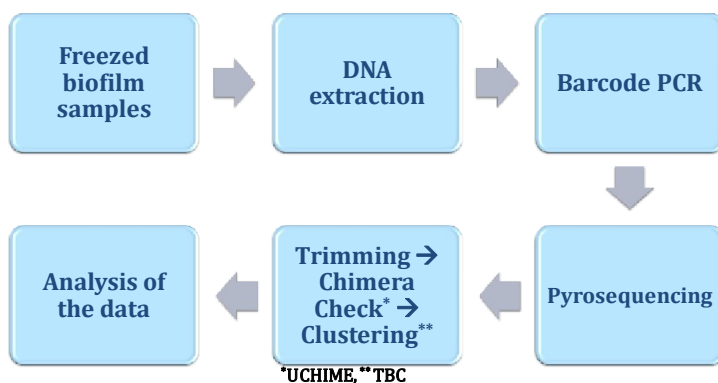 Freezed
biofilm
samples
DNA
extraction
Barcode PCR
Pyrosequencing
Trimming →
Chimera
Check* →
Clustering**
Analysis of
the data
*UCHIME, ** TBC